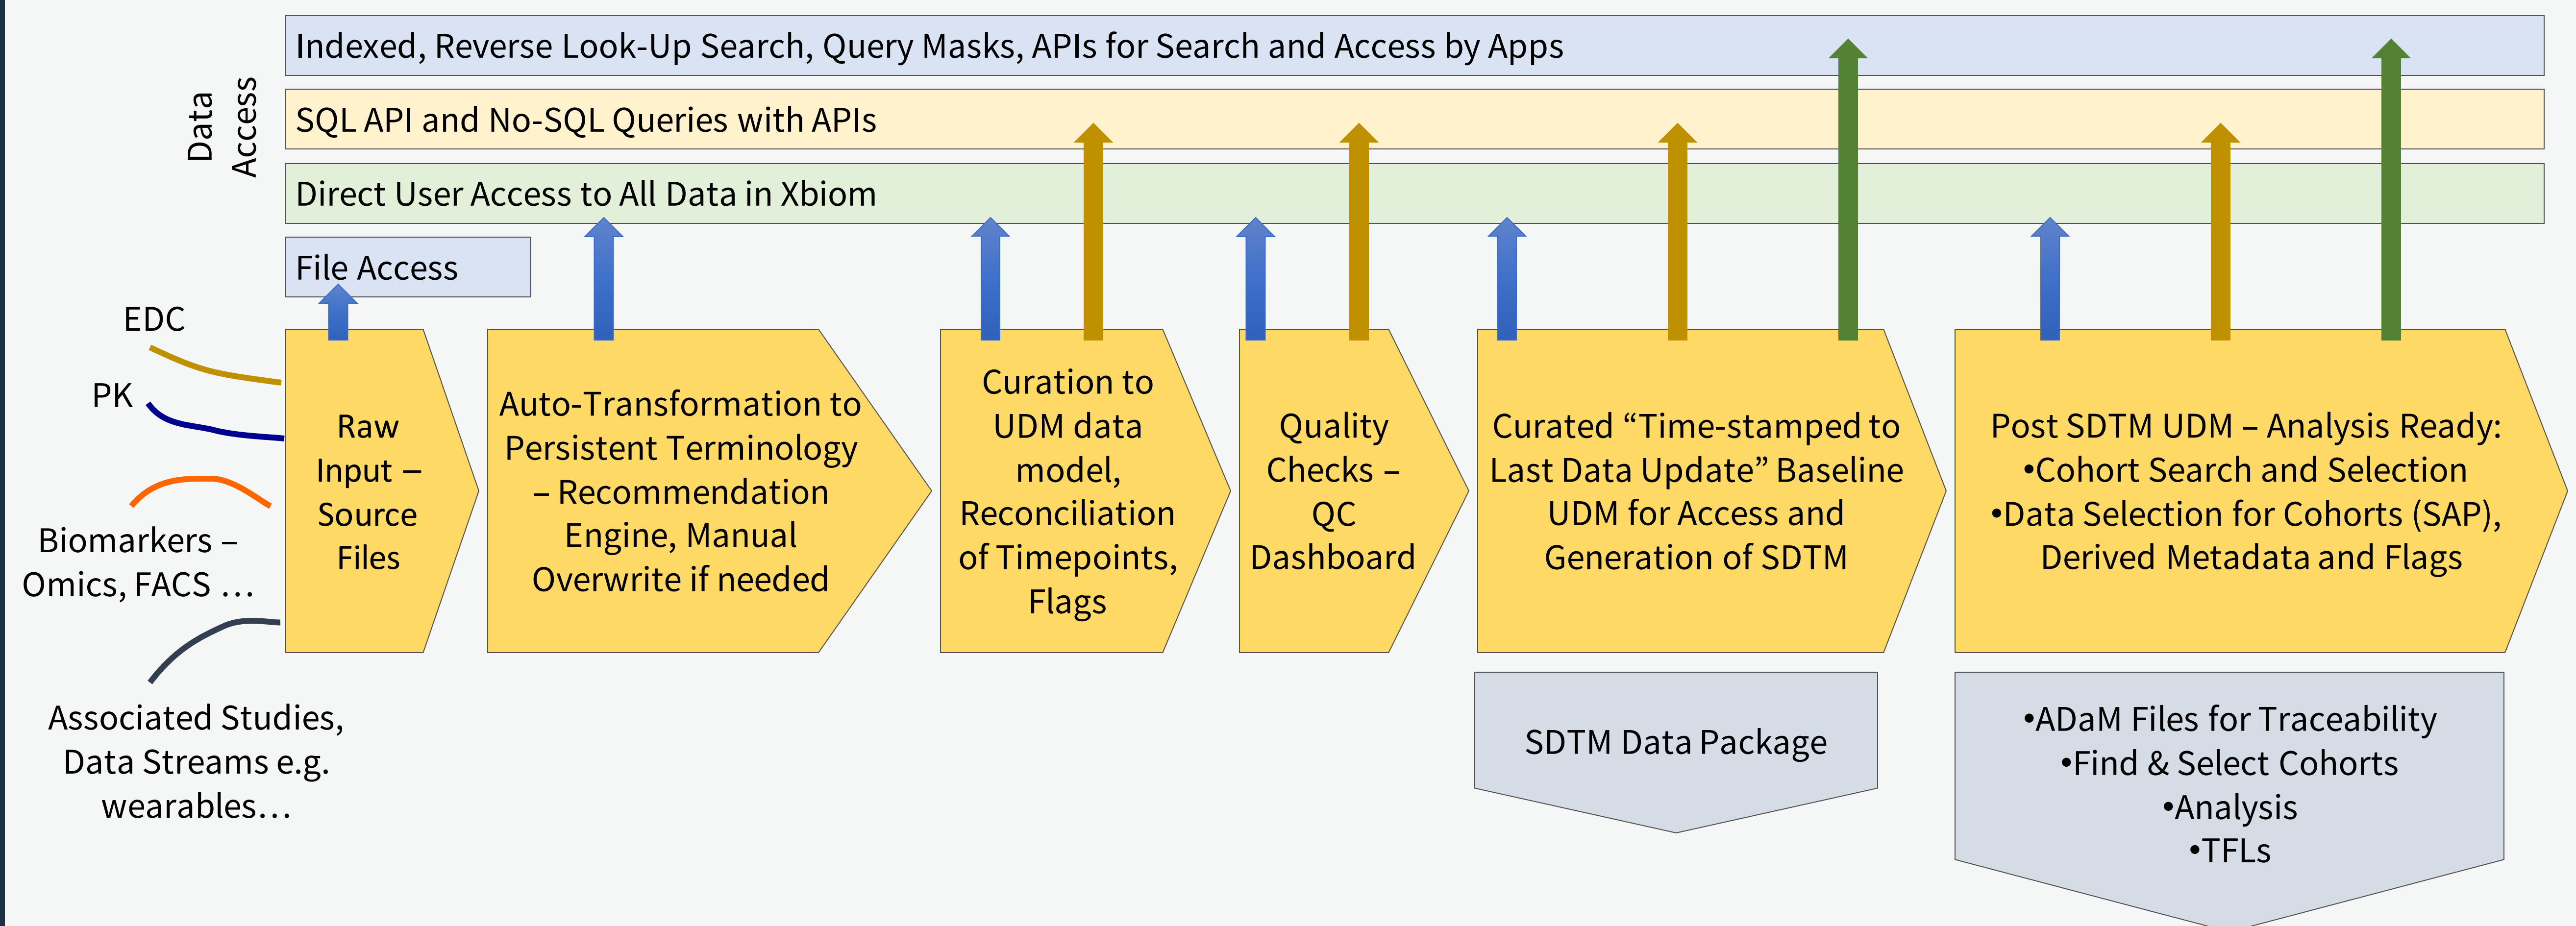 Indexed, Reverse Look-Up Search, Query Masks, APIs for Search and Access by Apps
Data
Access
SQL API and No-SQL Queries with APIs
Direct User Access to All Data in Xbiom
File Access
EDC
PK
Biomarkers –
Omics, FACS …
Associated Studies,
Data Streams e.g.
wearables…
Raw
Input –
Source
Files
Auto-Transformation to
Persistent Terminology
– Recommendation
Engine, Manual
Overwrite if needed
Curation to
UDM data
model,
Reconciliation
of Timepoints,
Flags
Quality
Checks –
QC
Dashboard
Curated “Time-stamped to
Last Data Update” Baseline
UDM for Access and
Generation of SDTM
Post SDTM UDM – Analysis Ready:
•Cohort Search and Selection
•Data Selection for Cohorts (SAP),
Derived Metadata and Flags
SDTM Data Package
•ADaM Files for Traceability
•Find & Select Cohorts
•Analysis
•TFLs